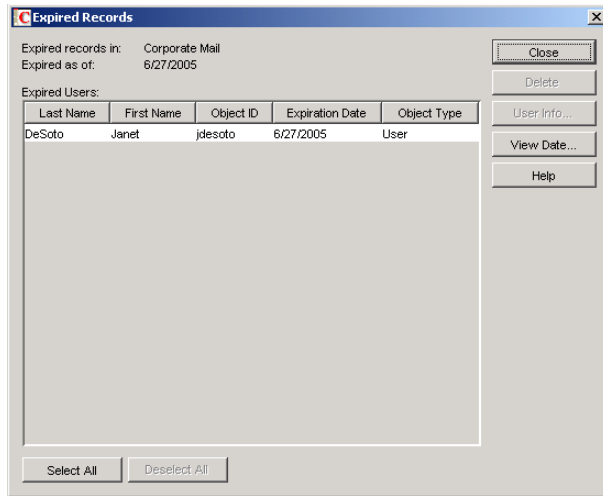 Expired Records
Expired records in: Corporate Mail
Expired as of: 6/27/2005
Expired Users:
Last Name First Name Object ID Expiration Date Object Type
DeSoto Janet jdesoto 6/27/2005 User
Close
Delete
User Info...
View Date...
Help
Select All Deselect All